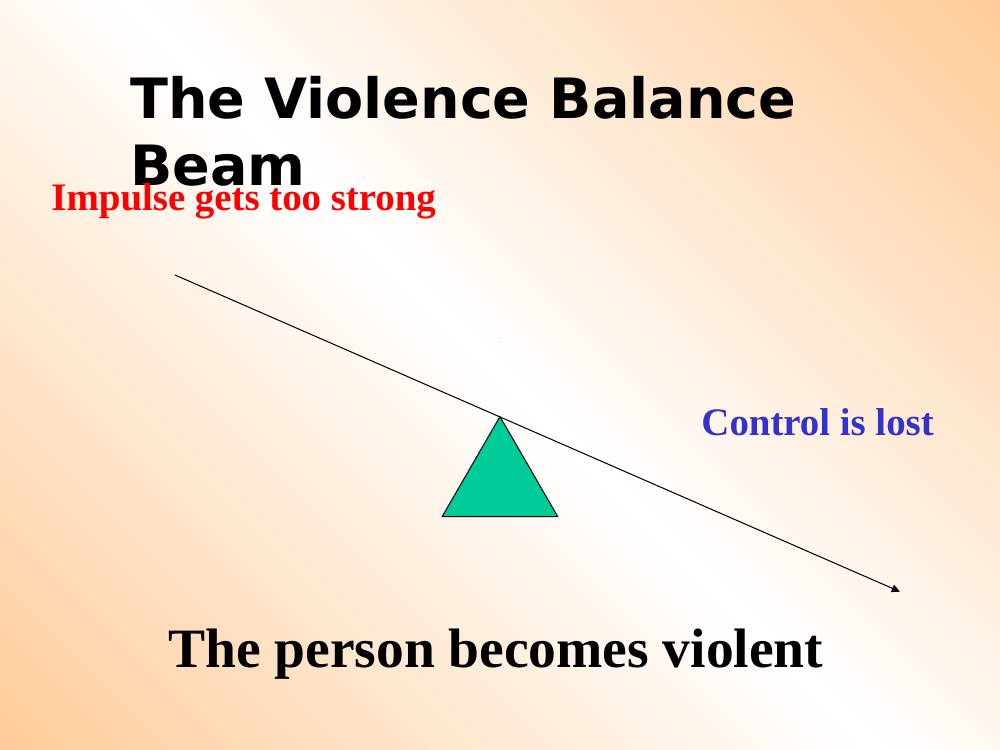 The Violence Balance
Beam
Impulse gets too strong
Control is lost
The person becomes violent